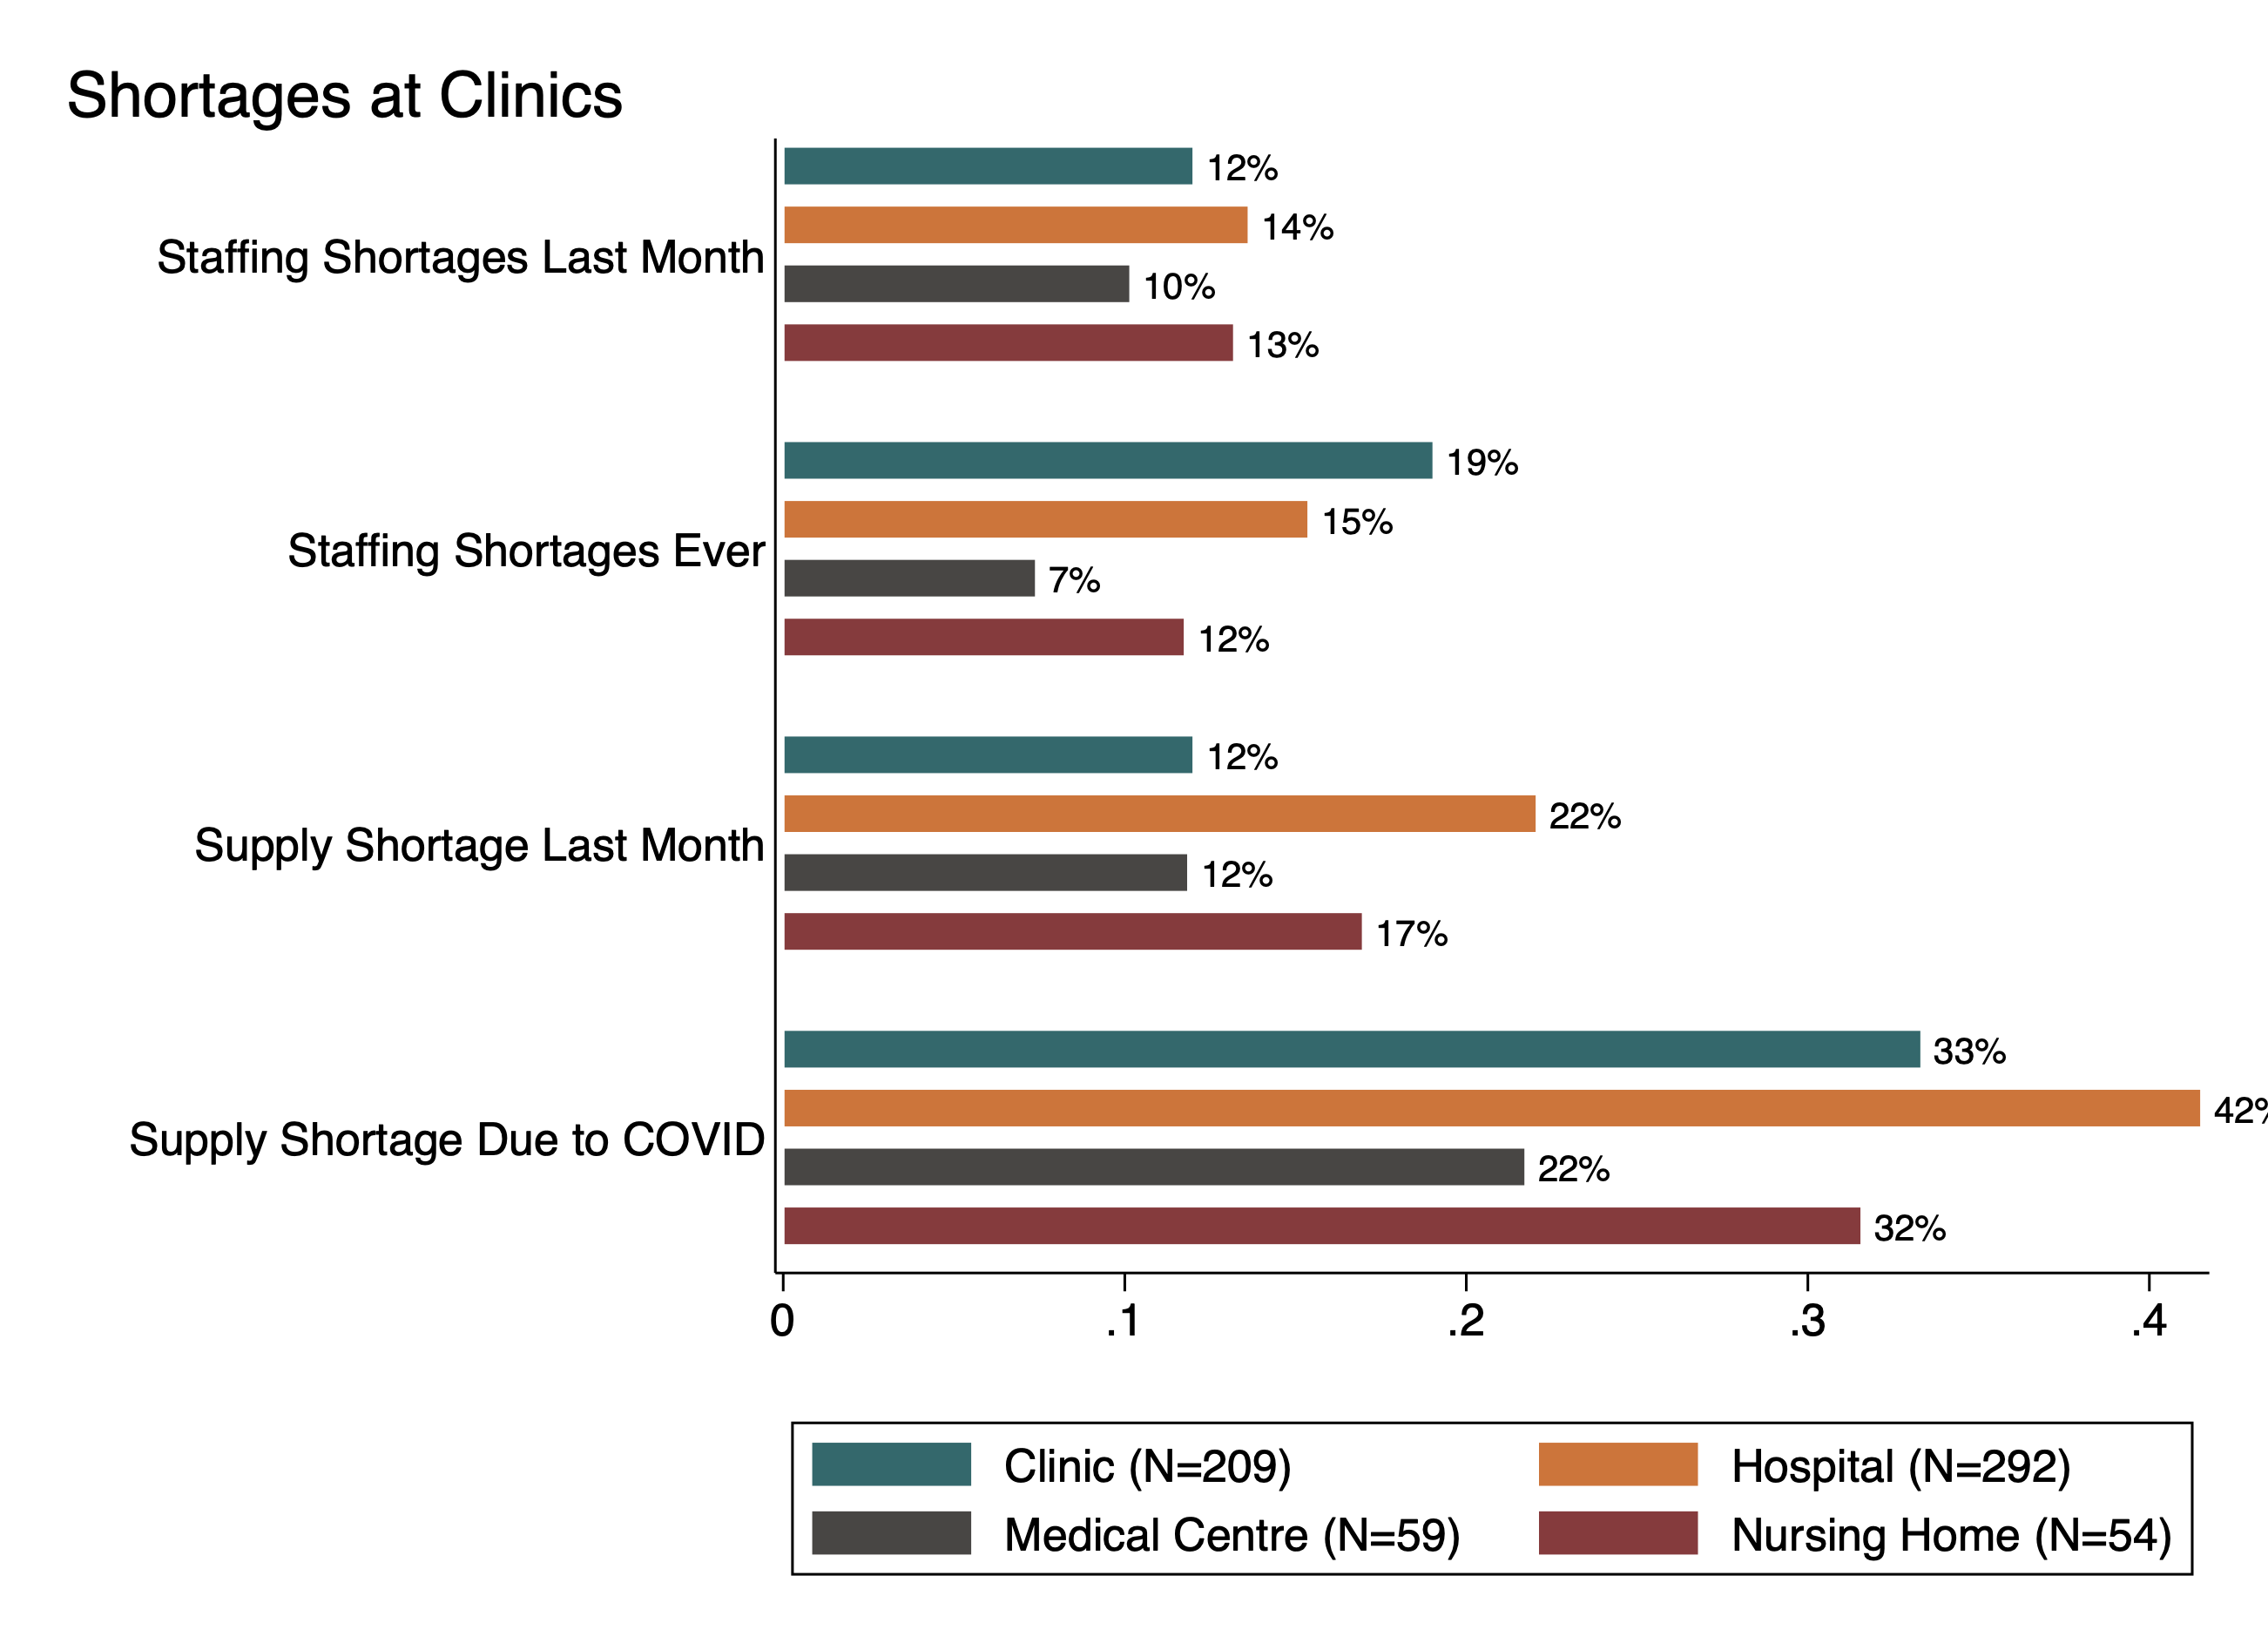 Shortages at Clinics
12%
14%
Staffing Shortages Last Month
10%
13%
19%
15%
Staffing Shortages Ever
7%
12%
12%
22%
Supply Shortage Last Month
12%
17%
33%
42%
Supply Shortage Due to COVID
22%
32%
0 .1 .2 .3 .4
Clinic (N=209) Hospital (N=292)
Medical Centre (N=59) Nursing Home (N=54)